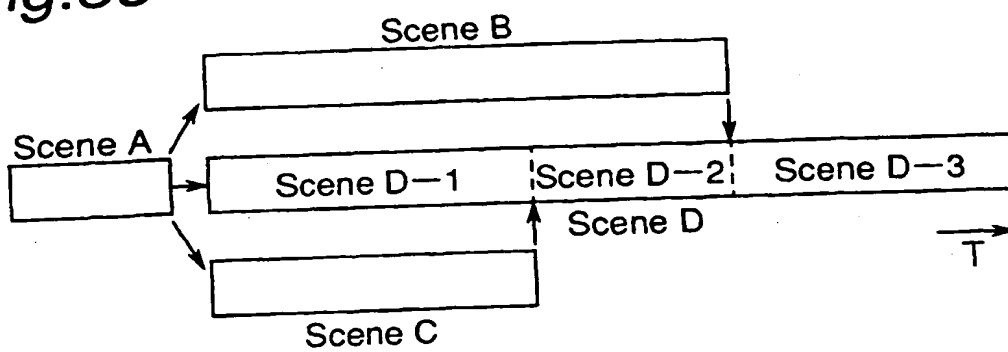 Scene B
Scene A
Scene D—1
Scene D—2
Scene D—3
Scene D
T
Scene C